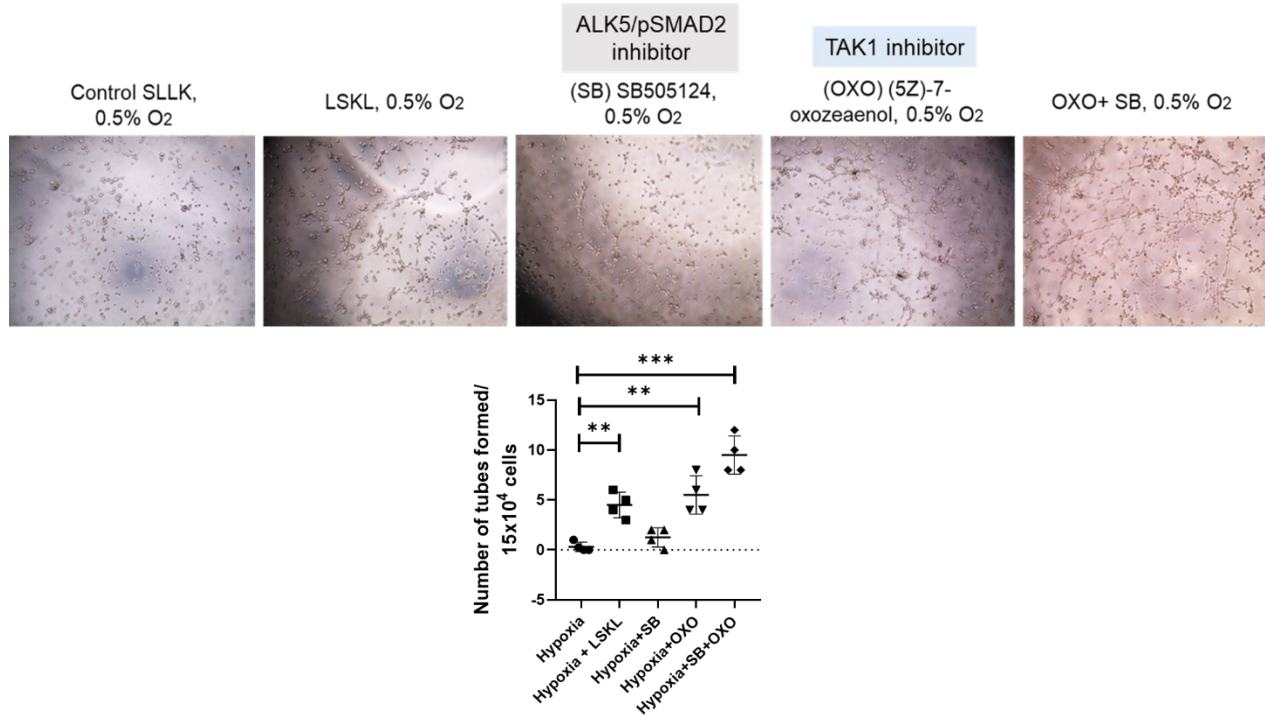 ALK5/pSMAD2
inhibitor
TAK1 inhibitor
Control SLLK,
0.5% O2
LSKL, 0.5% O2
(SB) SB505124,
0.5% O2
(OXO) (5Z)-7-
oxozeaenol, 0.5% O2
OXO+ SB, 0.5% O2
***
**
**
Number of tubes formed/
15x10⁴ cells
15
10
5
0
-5
Hypoxia
Hypoxia + LSKL
Hypoxia+SB
Hypoxia+OXO
Hypoxia+SB+OXO